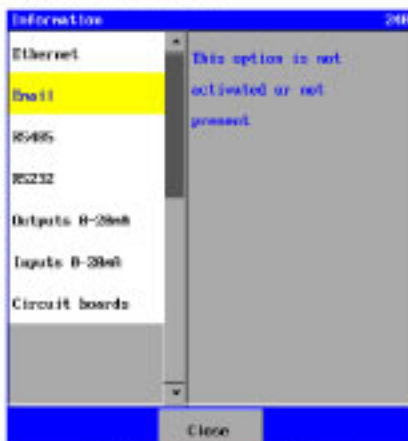 Information
Ethernet
Email
RS485
RS232
Outputs 0-20mA
Inputs 0-20mA
Circuit boards
This option is not
activated or not
present
Close